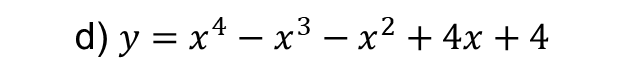 d) y = x⁴ − x³ − x² + 4x + 4